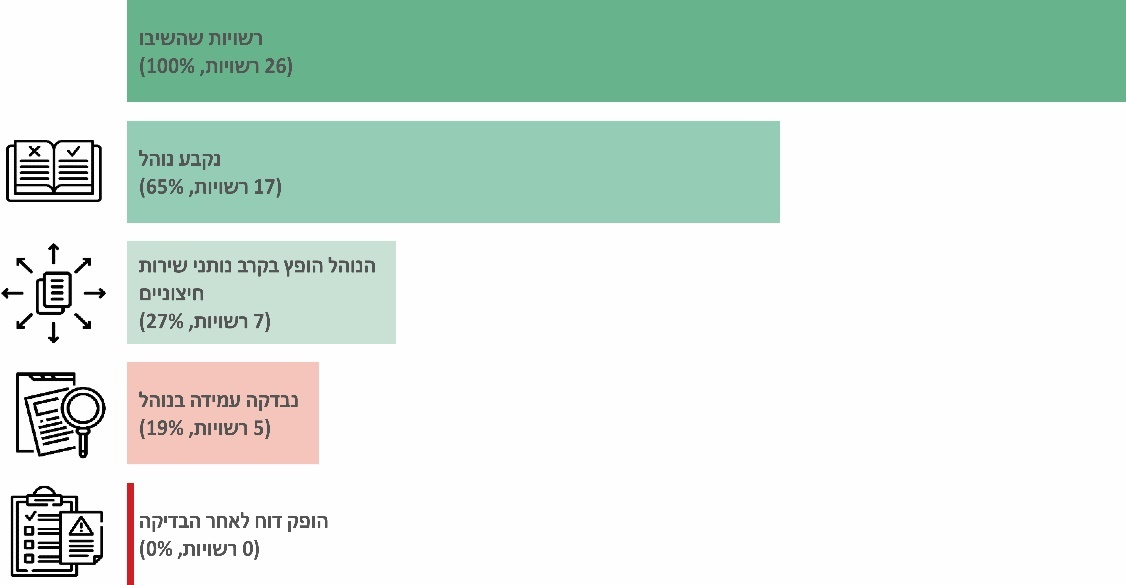 רשויות שהשיבו
(26 רשויות, 100%)
נקבע נוהל
(17 רשויות, 65%)
הנוהל הופץ בקרב נותני שירות
חיצוניים
(7 רשויות, 27%)
נבדקה עמידה בנוהל
(5 רשויות, 19%)
הופק דוח לאחר הבדיקה
(0 רשויות, 0%)